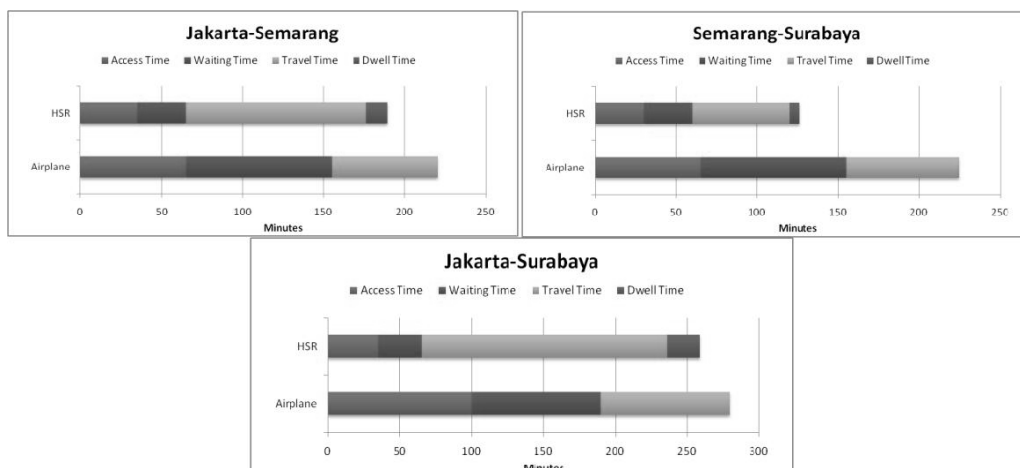 Jakarta-Semarang
Access Time Waiting Time Travel Time Dwell Time
HSR
Airplane
0 50 100 150 200 250
Minutes
Semarang-Surabaya
Access Time Waiting Time Travel Time Dwell Time
HSR
Airplane
0 50 100 150 200 250
Minutes
Jakarta-Surabaya
Access Time Waiting Time Travel Time Dwell Time
HSR
Airplane
0 50 100 150 200 250 300
Minutes